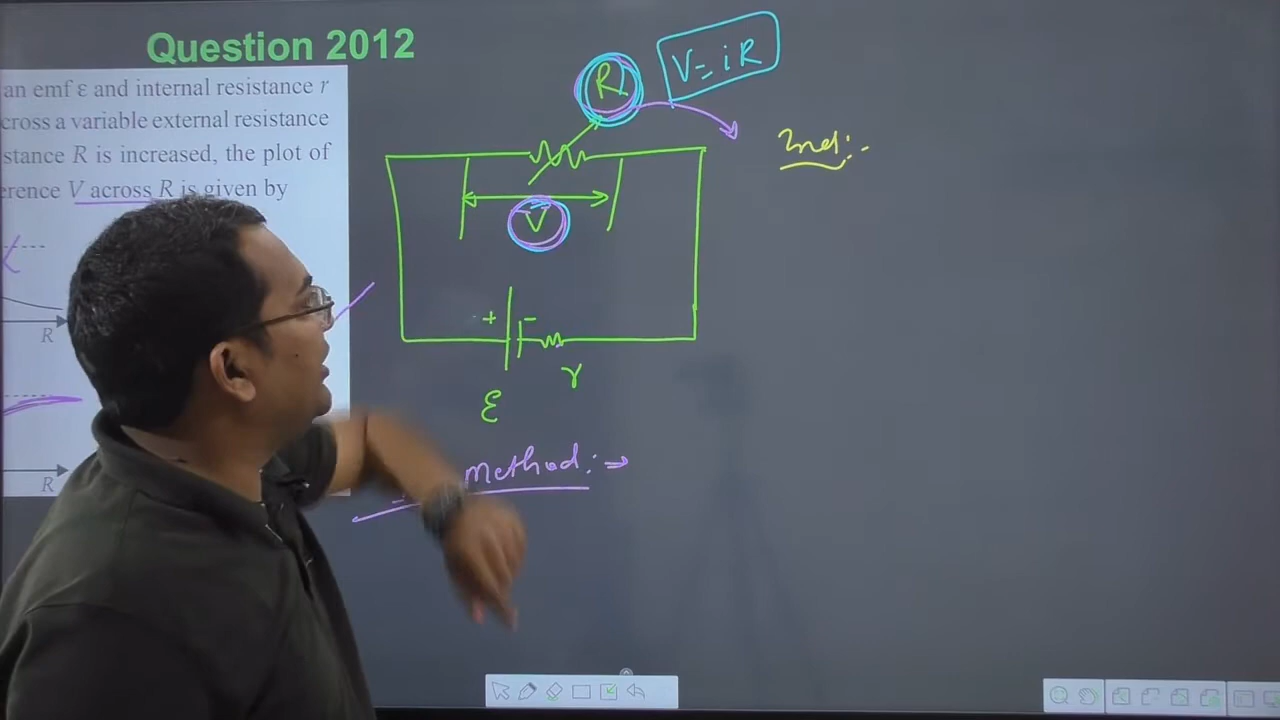 Question 2012
an emf ε and internal resistance r
cross a variable external resistance
stance R is increased, the plot of
erence V across R is given by
R
R
R
V = iR
V
+
-
r
ε
Method:→
Ind:-